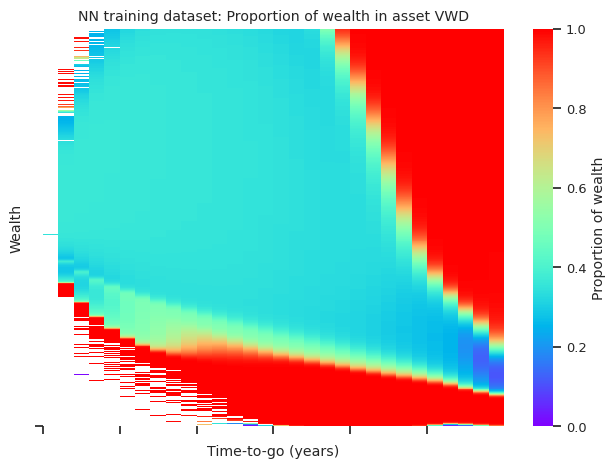 NN training dataset: Proportion of wealth in asset VWD
Wealth
Time-to-go (years)
1.0
0.8
0.6
0.4
0.2
0.0
Proportion of wealth